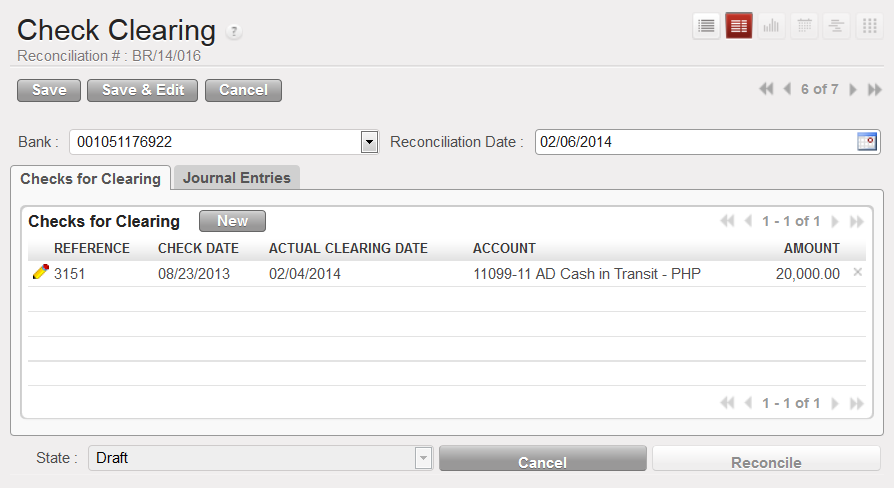 Check Clearing ?
Reconciliation # : BR/14/016
Save Save & Edit Cancel 6 of 7
Bank : 001051176922 Reconciliation Date : 02/06/2014
Checks for Clearing Journal Entries
Checks for Clearing New 1 - 1 of 1
REFERENCE CHECK DATE ACTUAL CLEARING DATE ACCOUNT AMOUNT
3151 08/23/2013 02/04/2014 11099-11 AD Cash in Transit - PHP 20,000.00
1 - 1 of 1
State : Draft Cancel Reconcile